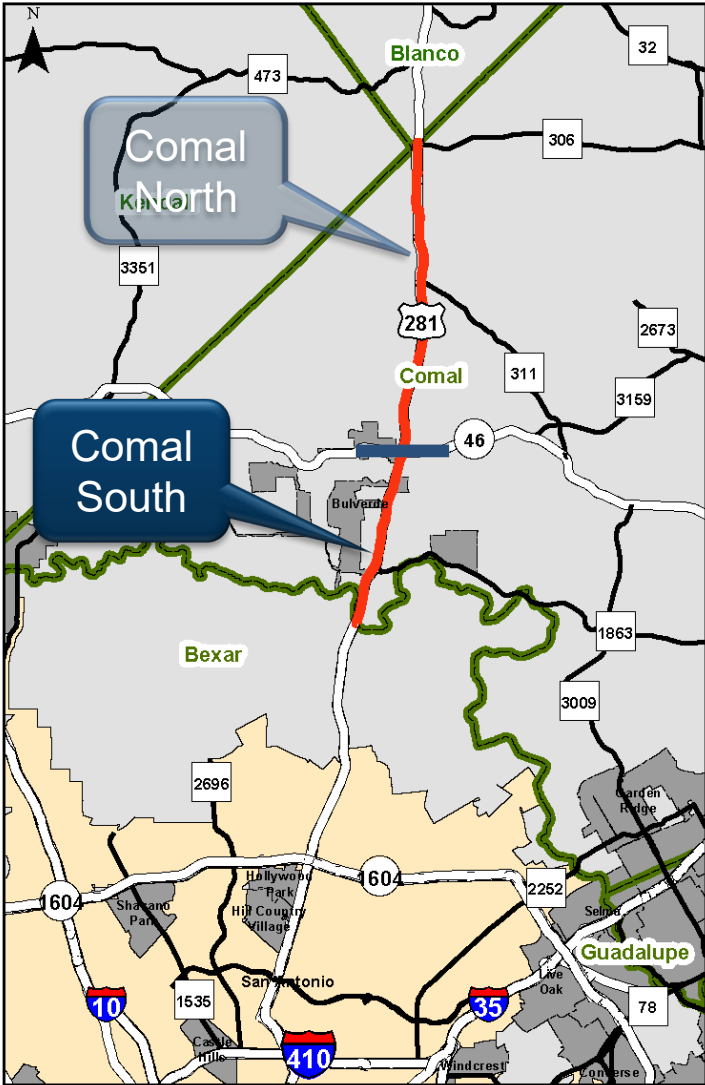 N
Blanco
32
473
306
Comal
North
Kendal
3351
281
2673
311
Comal
3159
46
Comal
South
Bulverde
1863
Bexar
3009
2696
Garden
Ridge
1604
1604
Hollywood
Park
2252
Shavano
Park
Hill Country
Village
Selma
Guadalupe
San Antonio
Live
Oak
10
1535
35
78
Castle
Hills
410
Windcrest
Converse